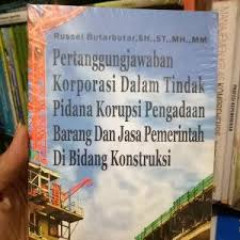 Russel Butarbutar,SH.,ST.,MH.,MM
Pertanggungjawaban
Korporasi Dalam Tindak
Pidana Korupsi Pengadaan
Barang Dan Jasa Pemerintah
Di Bidang Konstruksi